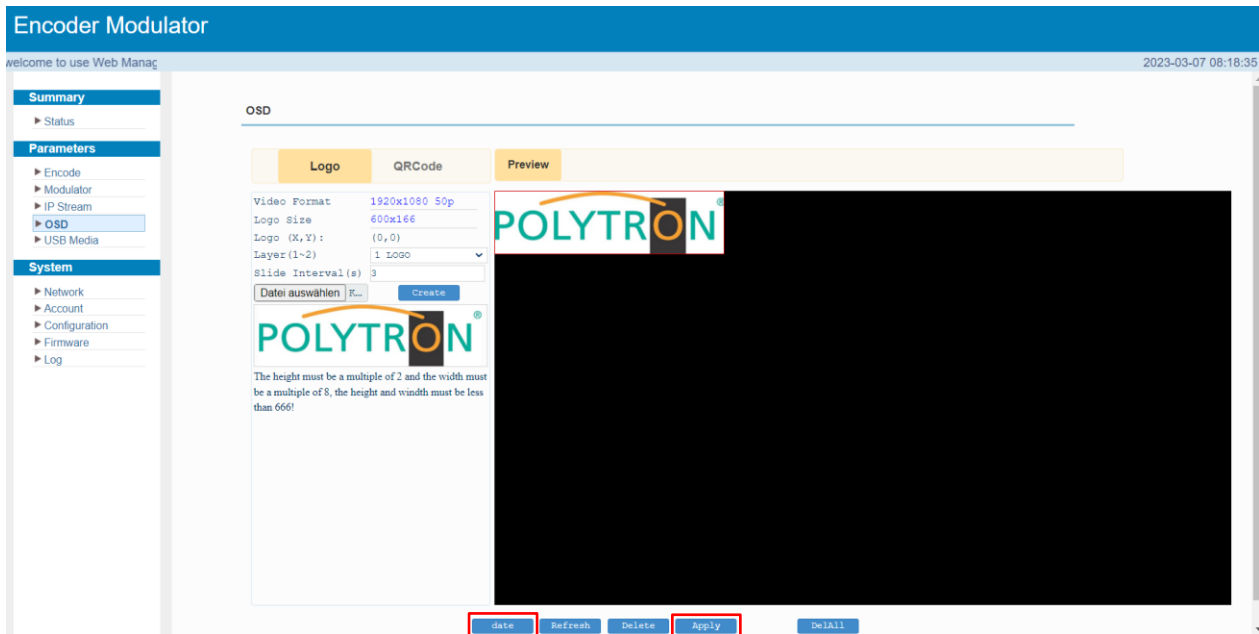 Encoder Modulator
welcome to use Web Manag
2023-03-07 08:18:35
Summary
Status
Parameters
Encode
Modulator
IP Stream
OSD
USB Media
System
Network
Account
Configuration
Firmware
Log
OSD
Logo QRCode Preview
Video Format 1920x1080 50p
Logo Size 600x166
Logo (X,Y): (0,0)
Layer(1~2) 1 LOGO
Slide Interval(s) 3
Datei auswählen K... Create
POLYTRON®
The height must be a multiple of 2 and the width must
be a multiple of 8, the height and windth must be less
than 666!
POLYTRON®
date Refresh Delete Apply DelAll